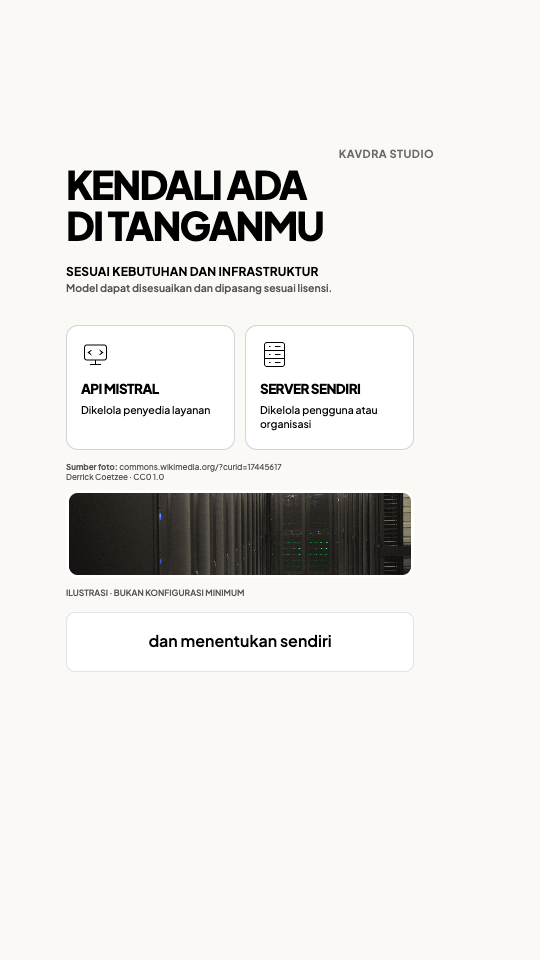 KAVDRA STUDIO
KENDALI ADA
DI TANGANMU
SESUAI KEBUTUHAN DAN INFRASTRUKTUR
Model dapat disesuaikan dan dipasang sesuai lisensi.
API MISTRAL
Dikelola penyedia layanan
SERVER SENDIRI
Dikelola pengguna atau
organisasi
Sumber foto: commons.wikimedia.org/?curid=17445617
Derrick Coetzee · CC0 1.0
ILUSTRASI · BUKAN KONFIGURASI MINIMUM
dan menentukan sendiri